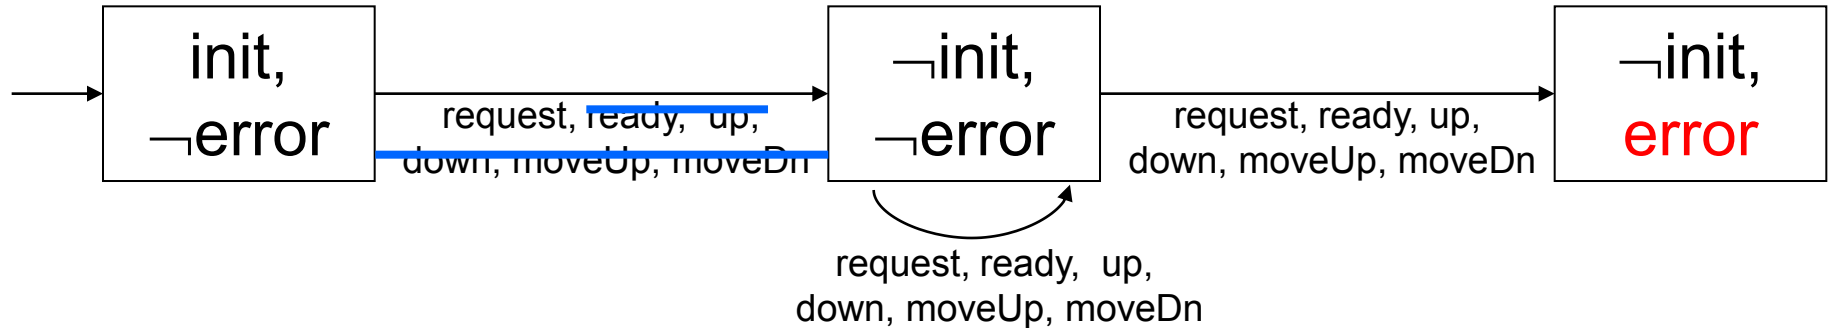 init,
¬error
request, ready, up,
down, moveUp, moveDn
¬init,
¬error
request, ready, up,
down, moveUp, moveDn
request, ready, up,
down, moveUp, moveDn
¬init,
error